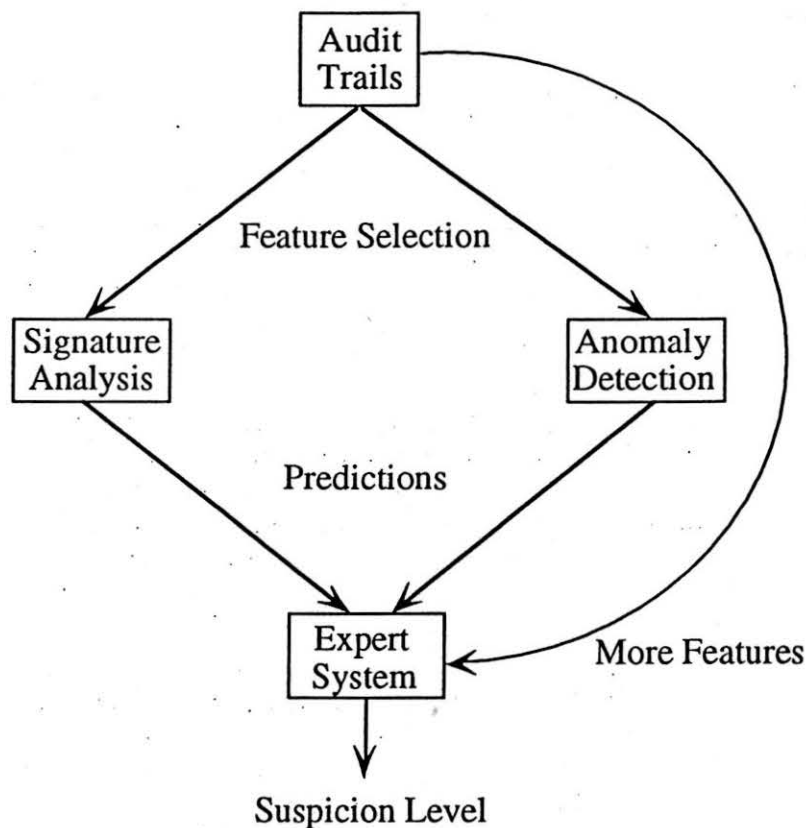 Audit
Trails
Feature Selection
Signature
Analysis
Anomaly
Detection
Predictions
Expert
System
More Features
Suspicion Level